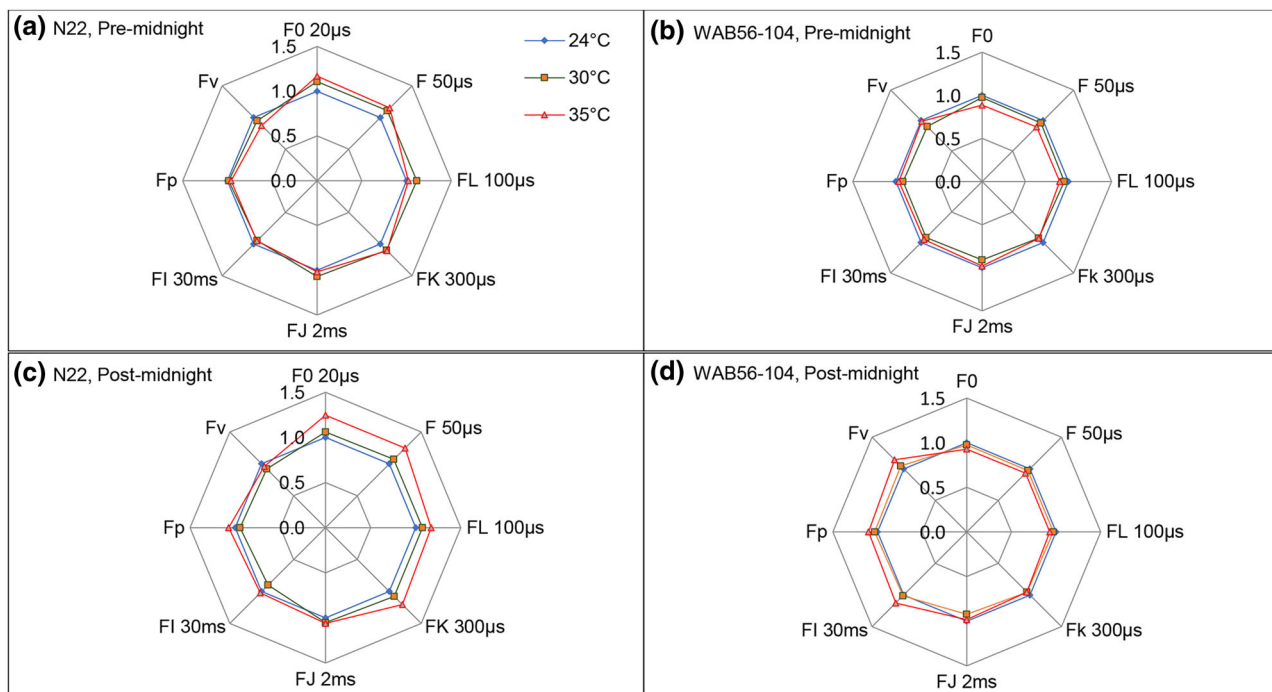 (a) N22, Pre-midnight
F0 20µs
1.5
1.0
0.5
0.0
F 50µs
FL 100µs
FK 300µs
FJ 2ms
FI 30ms
Fp
Fv
24°C
30°C
35°C
(b) WAB56-104, Pre-midnight
F0
1.5
1.0
0.5
0.0
F 50µs
FL 100µs
Fk 300µs
FJ 2ms
FI 30ms
Fp
Fv
(c) N22, Post-midnight
F0 20µs
1.5
1.0
0.5
0.0
F 50µs
FL 100µs
FK 300µs
FJ 2ms
FI 30ms
Fp
Fv
(d) WAB56-104, Post-midnight
F0
1.5
1.0
0.5
0.0
F 50µs
FL 100µs
Fk 300µs
FJ 2ms
FI 30ms
Fp
Fv